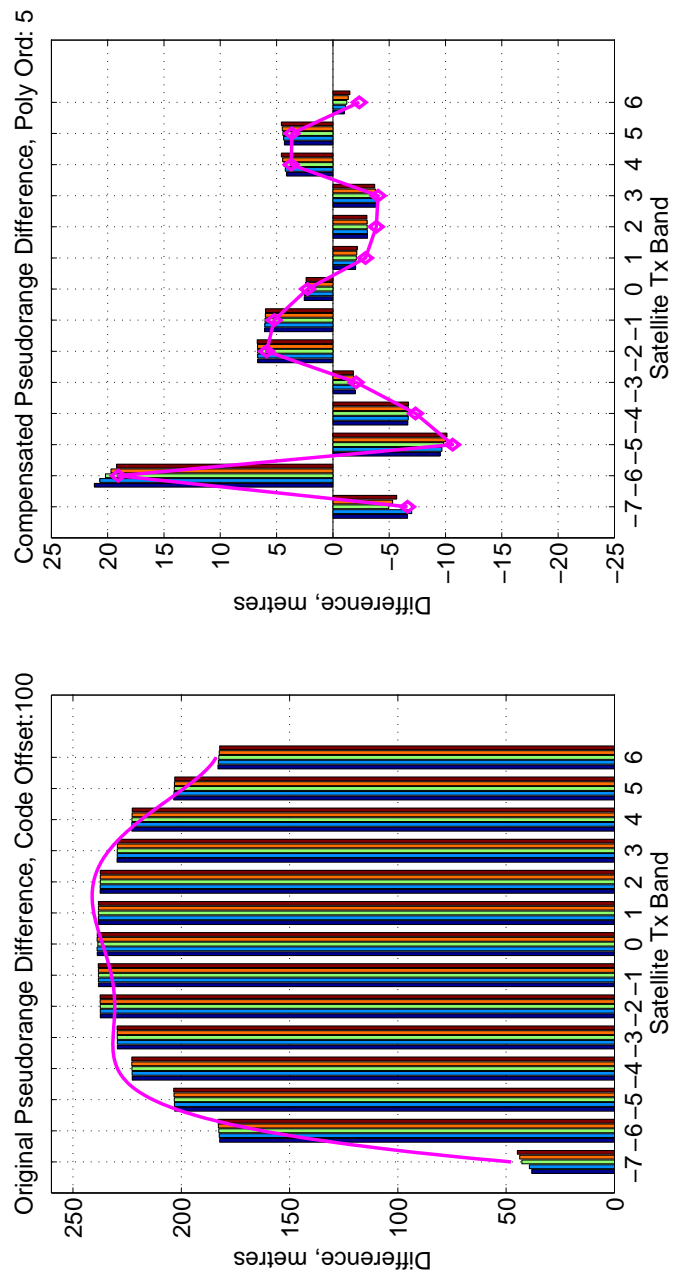 Original Pseudorange Difference, Code Offset:100
250
200
150
100
50
0
Difference, metres
−7 −6 −5 −4 −3 −2 −1 0 1 2 3 4 5 6
Satellite Tx Band
Compensated Pseudorange Difference, Poly Ord: 5
25
20
15
10
5
0
−5
−10
−15
−20
−25
Difference, metres
−7 −6 −5 −4 −3 −2 −1 0 1 2 3 4 5 6
Satellite Tx Band